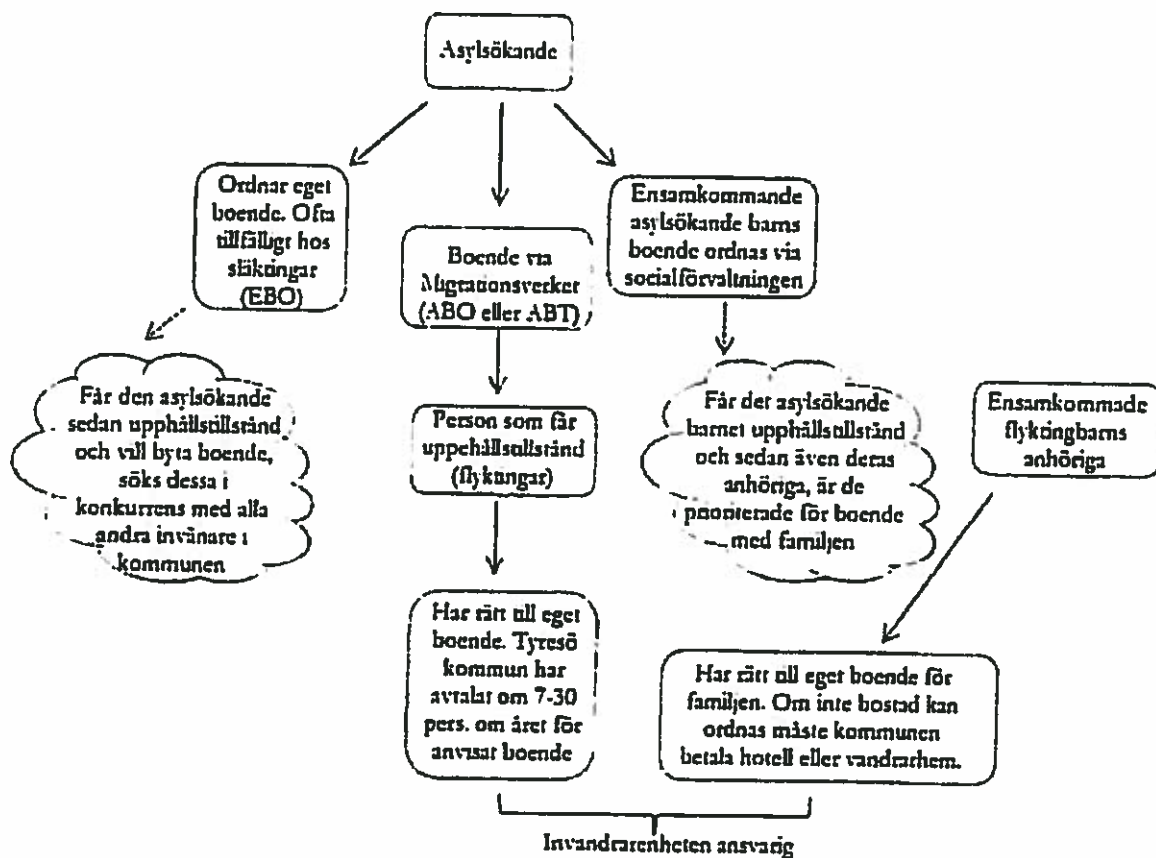 Asylsökande
Ordnar eget
boende. Ofta
tillfälligt hos
släktingar
(EBO)
Boende via
Migrationsverket
(ABO eller ABT)
Ensamkommande
asylsökande barns
boende ordnas via
socialförvaltningen
Får den asylsökande
sedan upphållstillstånd
och vill byta boende,
söks dessa i
konkurrens med alla
andra invånare i
kommunen
Person som får
uppehållstillstånd
(flyktingar)
Får det asylsökande
barnet upphållstillstånd
och sedan även deras
anhöriga, är de
prioriterade för boende
med familjen
Ensamkommade
flyktingbarns
anhöriga
Har rätt till eget
boende. Tyresö
kommun har
avtalat om 7-30
pers. om året för
anvisat boende
Har rätt till eget boende för
familjen. Om inte bostad kan
ordnas måste kommunen
betala hotell eller vandrarhem.
Invandrarenheten ansvarig